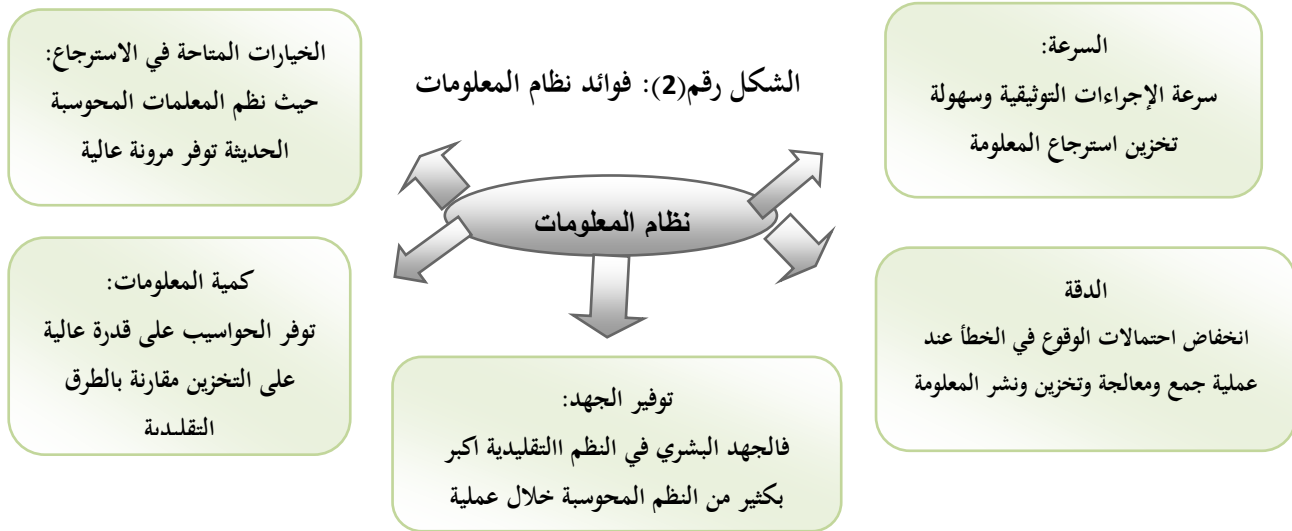 الشكل رقم(2): فوائد نظام المعلومات
السرعة:
سرعة الإجراءات التوثيقية وسهولة
تخزين استرجاع المعلومة
الخيارات المتاحة في الاسترجاع:
حيث نظم المعلمات المحوسبة
الحديثة توفر مرونة عالية
نظام المعلومات
الدقة
انخفاض احتمالات الوقوع في الخطأ عند
عملية جمع ومعالجة وتخزين ونشر المعلومة
كمية المعلومات:
توفر الحواسيب على قدرة عالية
على التخزين مقارنة بالطرق
التقليدية
توفير الجهد:
فالجهد البشري في النظم االتقليدية اكبر
بكثير من النظم المحوسبة خلال عملية